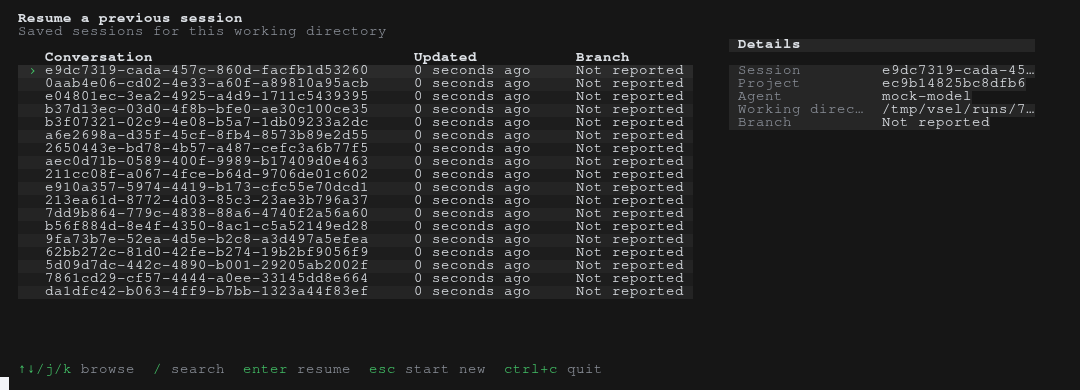 Resume a previous session
Saved sessions for this working directory
Conversation Updated Branch
› e9dc7319-cada-457c-860d-facfb1d53260 0 seconds ago Not reported
0aab4e06-cd02-4e33-a60f-a89810a95acb 0 seconds ago Not reported
e04801ec-3ea2-4925-a4d9-1711c5439395 0 seconds ago Not reported
b37d13ec-03d0-4f8b-bfe0-ae30c100ce35 0 seconds ago Not reported
b3f07321-02c9-4e08-b5a7-1db09233a2dc 0 seconds ago Not reported
a6e2698a-d35f-45cf-8fb4-8573b89e2d55 0 seconds ago Not reported
2650443e-bd78-4b57-a487-cefc3a6b77f5 0 seconds ago Not reported
aec0d71b-0589-400f-9989-b17409d0e463 0 seconds ago Not reported
211cc08f-a067-4fce-b64d-9706de01c602 0 seconds ago Not reported
e910a357-5974-4419-b173-cfc55e70dcd1 0 seconds ago Not reported
213ea61d-8772-4d03-85c3-23ae3b796a37 0 seconds ago Not reported
7dd9b864-779c-4838-88a6-4740f2a56a60 0 seconds ago Not reported
b56f884d-8e4f-4350-8ac1-c5a52149ed28 0 seconds ago Not reported
9fa73b7e-52ea-4d5e-b2c8-a3d497a5efea 0 seconds ago Not reported
62bb272c-81d0-42fe-b274-19b2bf9056f9 0 seconds ago Not reported
5d09d7dc-442c-4890-b001-29205ab2002f 0 seconds ago Not reported
7861cd29-cf57-4444-a0ee-33145dd8e664 0 seconds ago Not reported
da1dfc42-b063-4ff9-b7bb-1323a44f83ef 0 seconds ago Not reported
Details
Session e9dc7319-cada-45…
Project ec9b14825bc8dfb6
Agent mock-model
Working direc… /tmp/vsel/runs/7…
Branch Not reported
↑↓/j/k browse / search enter resume esc start new ctrl+c quit